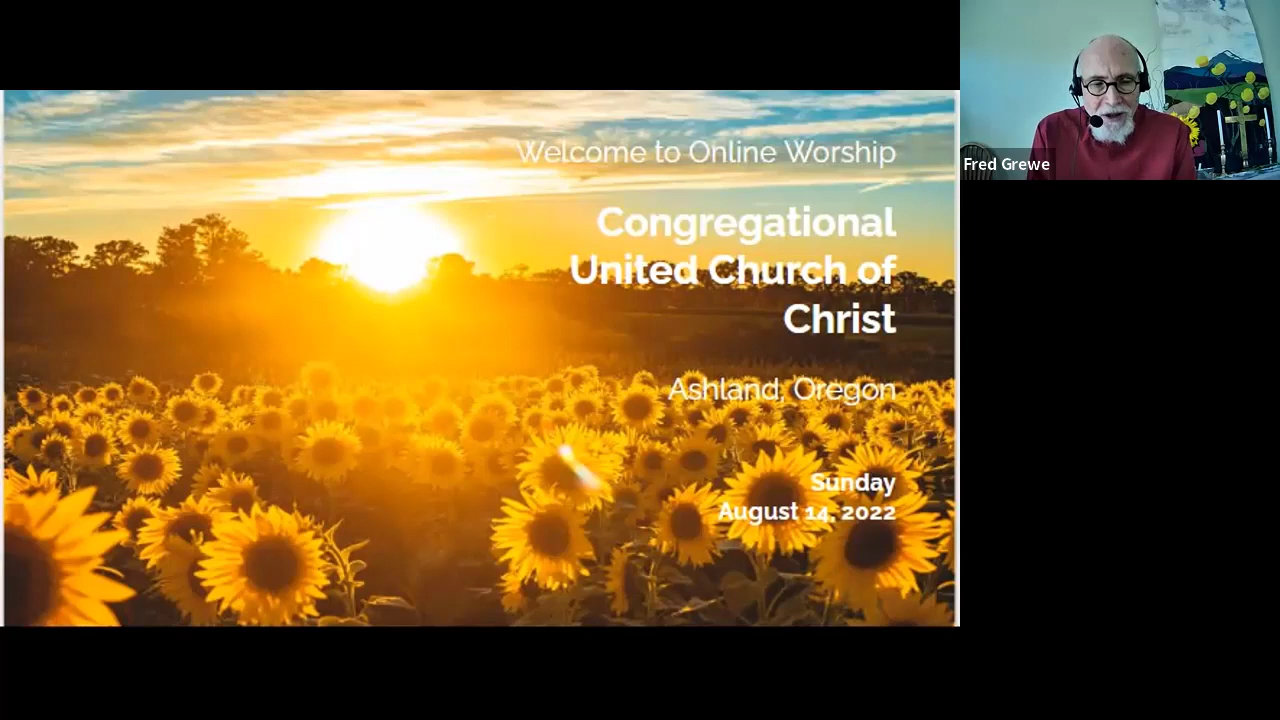 Welcome to Online Worship
Congregational
United Church of
Christ
Ashland, Oregon
Sunday
August 14, 2022
Fred Grewe